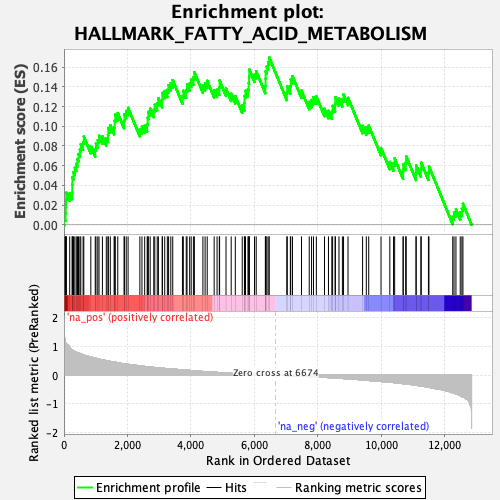 Enrichment plot:
HALLMARK_FATTY_ACID_METABOLISM
Enrichment score (ES)
0.16
0.14
0.12
0.10
0.08
0.06
0.04
0.02
0.00
'na_pos' (positively correlated)
Ranked list metric (PreRanked)
2
1
0
-1
-2
Zero cross at 6674
'na_neg' (negatively correlated)
0
2,000
4,000
6,000
8,000
10,000
12,000
Rank in Ordered Dataset
Enrichment profile
Hits
Ranking metric scores